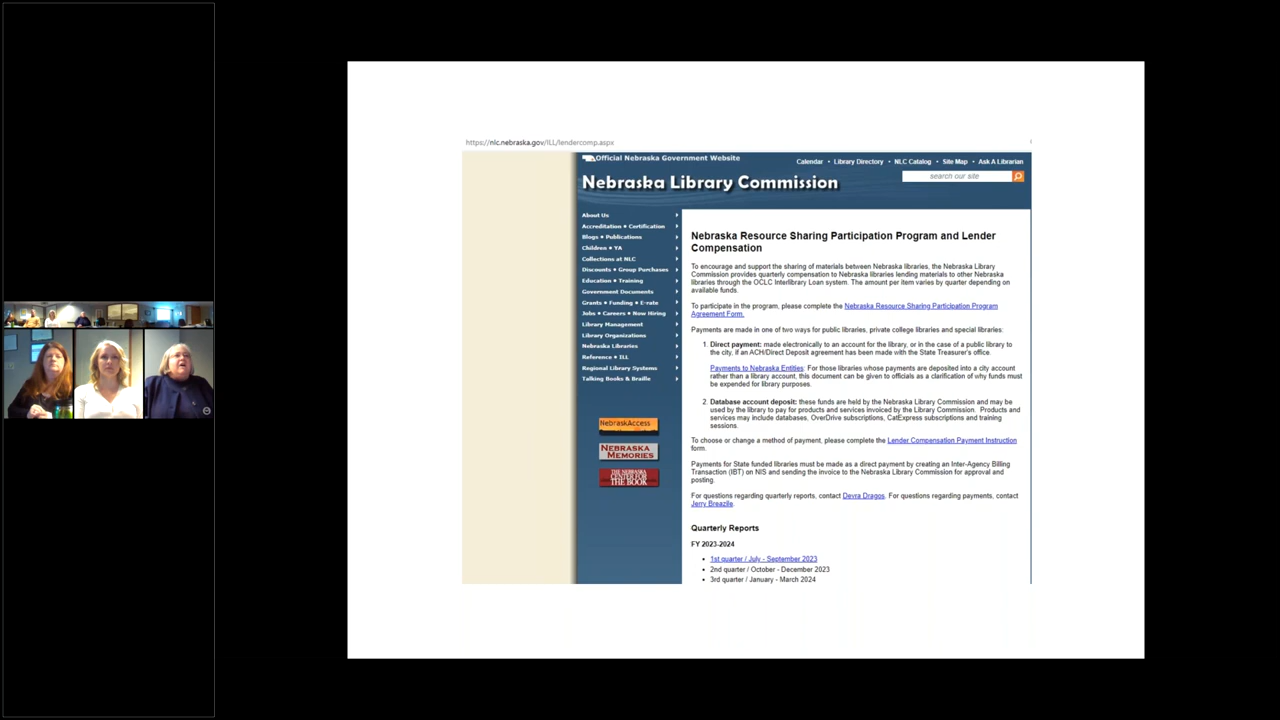 https://nlc.nebraska.gov/ILL/lendercomp.aspx
Official Nebraska Government Website
Calendar • Library Directory • NLC Catalog • Site Map • Ask A Librarian
Nebraska Library Commission
search our site
About Us
Accreditation • Certification
Blogs • Publications
Children • YA
Collections at NLC
Discounts • Group Purchases
Education • Training
Government Documents
Grants • Funding • E-rate
Jobs • Careers • Now Hiring
Library Management
Library Organizations
Nebraska Libraries
Reference • ILL
Regional Library Systems
Talking Books & Braille
NebraskAccess
NEBRASKA
MEMORIES
THE NEBRASKA
CENTER FOR
THE BOOK
Nebraska Resource Sharing Participation Program and Lender
Compensation
To encourage and support the sharing of materials between Nebraska libraries, the Nebraska Library
Commission provides quarterly compensation to Nebraska libraries lending materials to other Nebraska
libraries through the OCLC Interlibrary Loan system. The amount per item varies by quarter depending on
available funds.
To participate in the program, please complete the Nebraska Resource Sharing Participation Program
Agreement Form.
Payments are made in one of two ways for public libraries, private college libraries and special libraries:
1. Direct payment: made electronically to an account for the library, or in the case of a public library to
the city, if an ACH/Direct Deposit agreement has been made with the State Treasurer's office.
Payments to Nebraska Entities: For those libraries whose payments are deposited into a city account
rather than a library account, this document can be given to officials as a clarification of why funds must
be expended for library purposes.
2. Database account deposit: these funds are held by the Nebraska Library Commission and may be
used by the library to pay for products and services invoiced by the Library Commission. Products and
services may include databases, OverDrive subscriptions, CatExpress subscriptions and training
sessions.
To choose or change a method of payment, please complete the Lender Compensation Payment Instruction
form.
Payments for State funded libraries must be made as a direct payment by creating an Inter-Agency Billing
Transaction (IBT) on NIS and sending the invoice to the Nebraska Library Commission for approval and
posting.
For questions regarding quarterly reports, contact Devra Dragos. For questions regarding payments, contact
Jerry Breazile.
Quarterly Reports
FY 2023-2024
• 1st quarter / July - September 2023
• 2nd quarter / October - December 2023
• 3rd quarter / January - March 2024